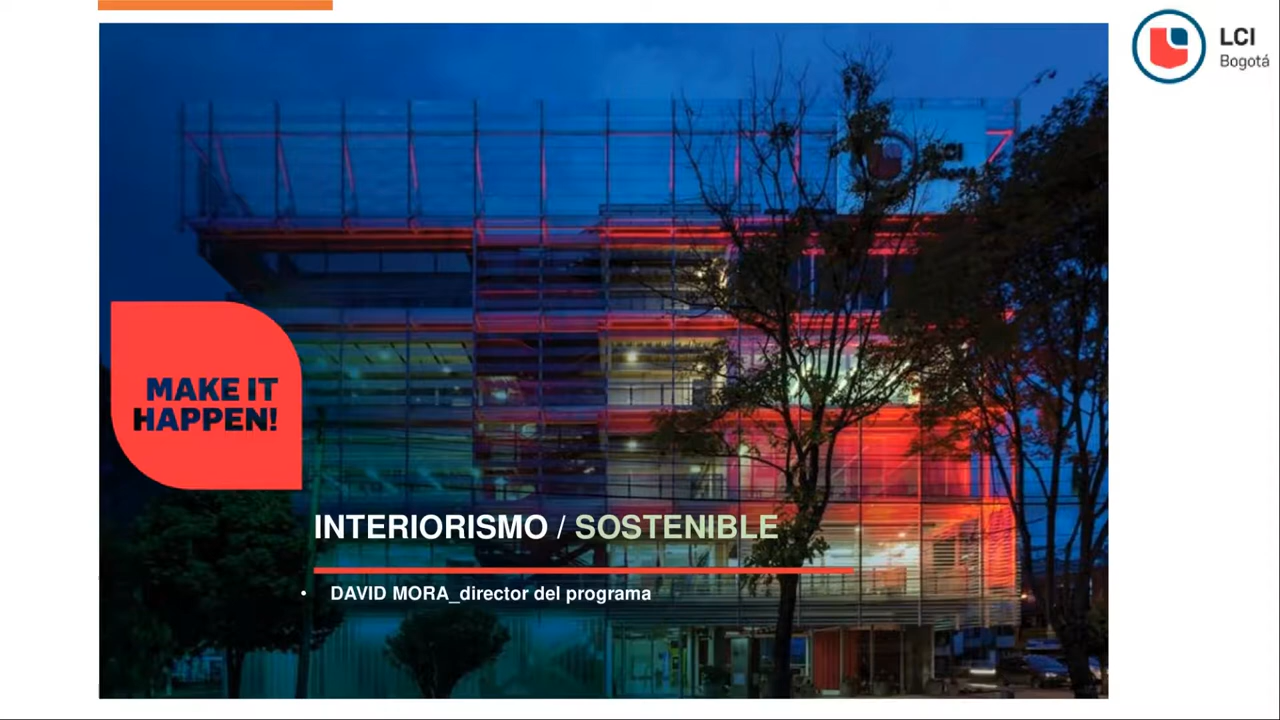 LCI
Bogotá
MAKE IT
HAPPEN!
INTERIORISMO / SOSTENIBLE
• DAVID MORA_director del programa